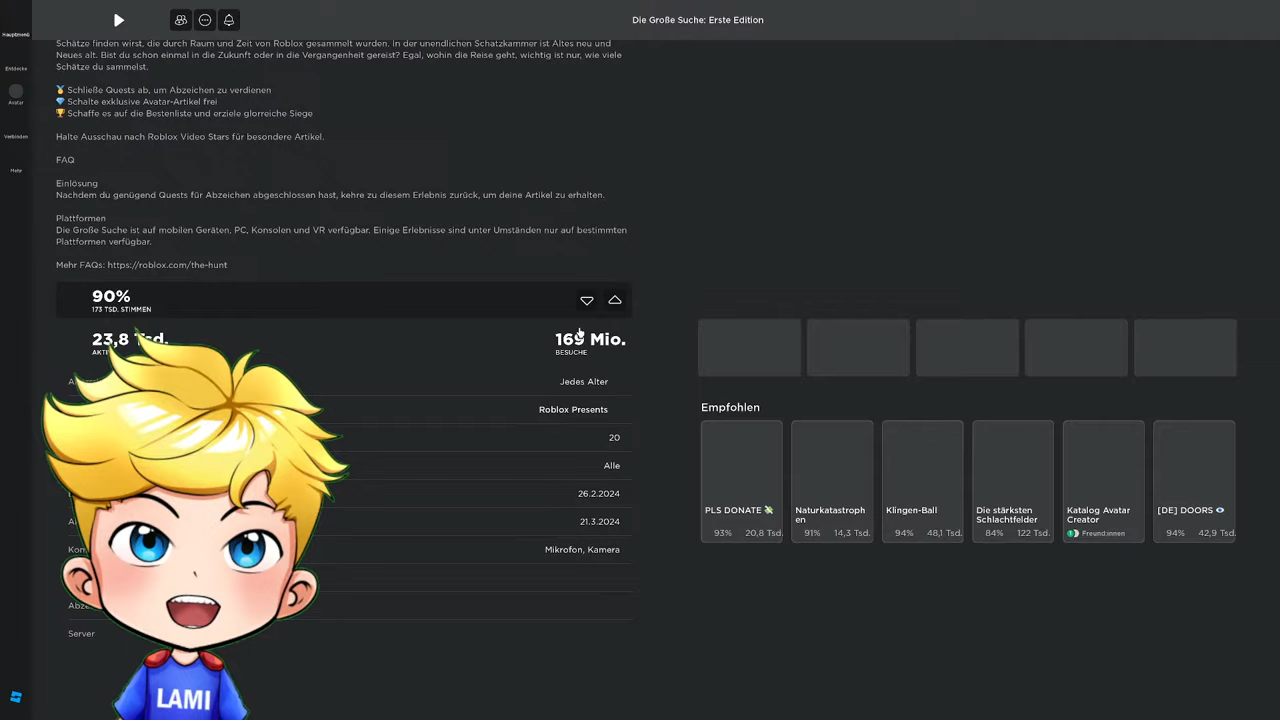 Die Große Suche: Erste Edition
Hauptmenü
Entdecke
Avatar
Verbinden
Mehr
Schätze finden wirst, die durch Raum und Zeit von Roblox gesammelt wurden. In der unendlichen Schatzkammer ist Altes neu und
Neues alt. Bist du schon einmal in die Zukunft oder in die Vergangenheit gereist? Egal, wohin die Reise geht, wichtig ist nur, wie viele
Schätze du sammelst.
🏅 Schließe Quests ab, um Abzeichen zu verdienen
💎 Schalte exklusive Avatar-Artikel frei
🏆 Schaffe es auf die Bestenliste und erziele glorreiche Siege
Halte Ausschau nach Roblox Video Stars für besondere Artikel.
FAQ
Einlösung
Nachdem du genügend Quests für Abzeichen abgeschlossen hast, kehre zu diesem Erlebnis zurück, um deine Artikel zu erhalten.
Plattformen
Die Große Suche ist auf mobilen Geräten, PC, Konsolen und VR verfügbar. Einige Erlebnisse sind unter Umständen nur auf bestimmten
Plattformen verfügbar.
Mehr FAQs: https://roblox.com/the-hunt
90%
173 TSD. STIMMEN
23,8 Tsd.
169 Mio.
BESUCHE
Jedes Alter
Roblox Presents
20
Alle
26.2.2024
21.3.2024
Mikrofon, Kamera
Server
LAMI
Empfohlen
PLS DONATE 💸
93% 20,8 Tsd.
Naturkatastroph
en
91% 14,3 Tsd.
Klingen-Ball
94% 48,1 Tsd.
Die stärksten
Schlachtfelder
84% 122 Tsd.
Katalog Avatar
Creator
Freund:innen
[DE] DOORS 👁
94% 42,9 Tsd.